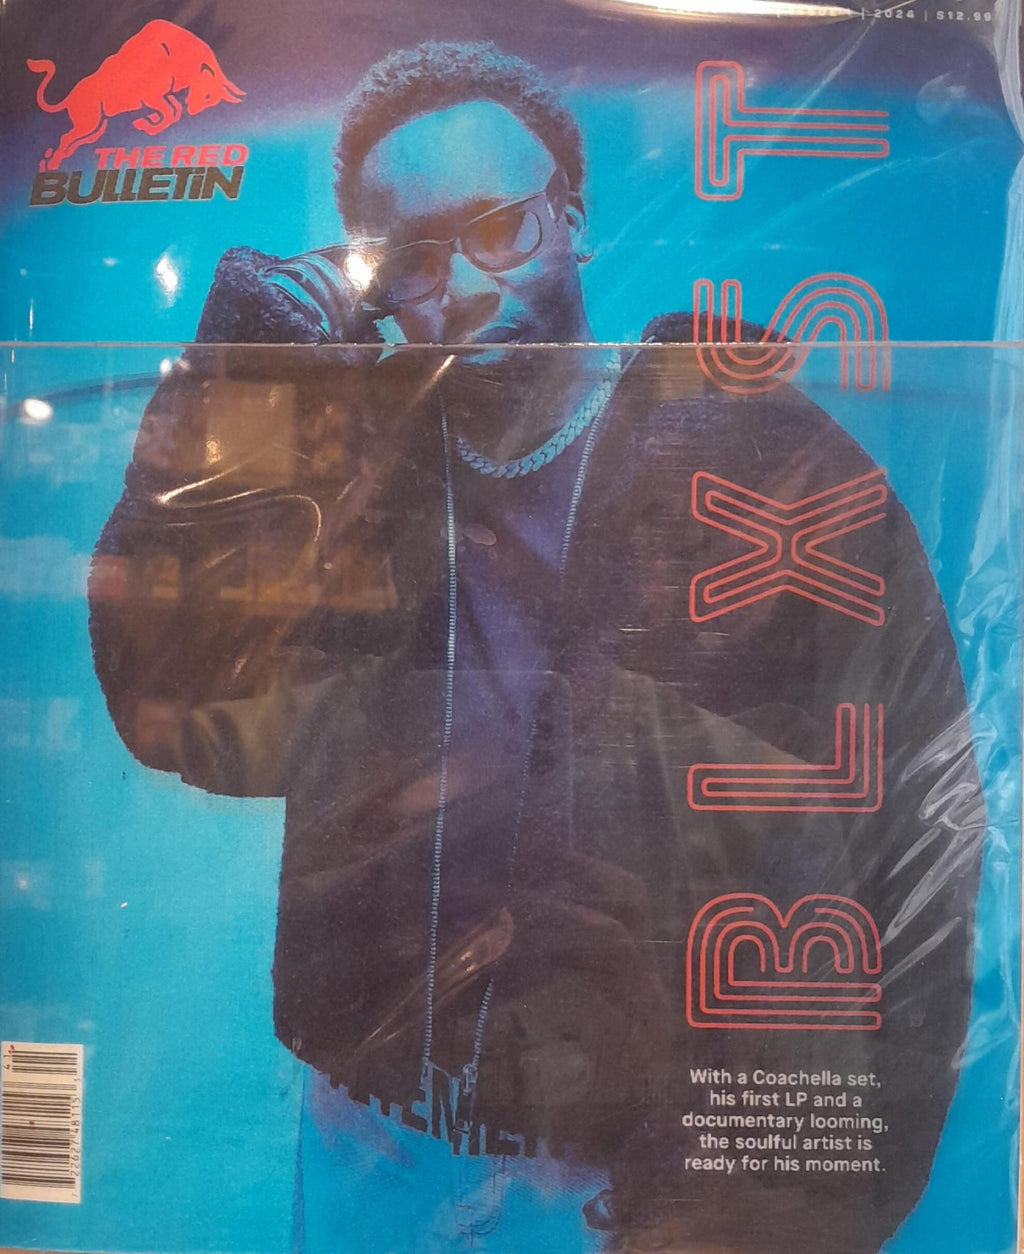 | 2024 | $12.99
THE RED
BULLETiN
BLXST
With a Coachella set,
his first LP and a
documentary looming,
the soulful artist is
ready for his moment.